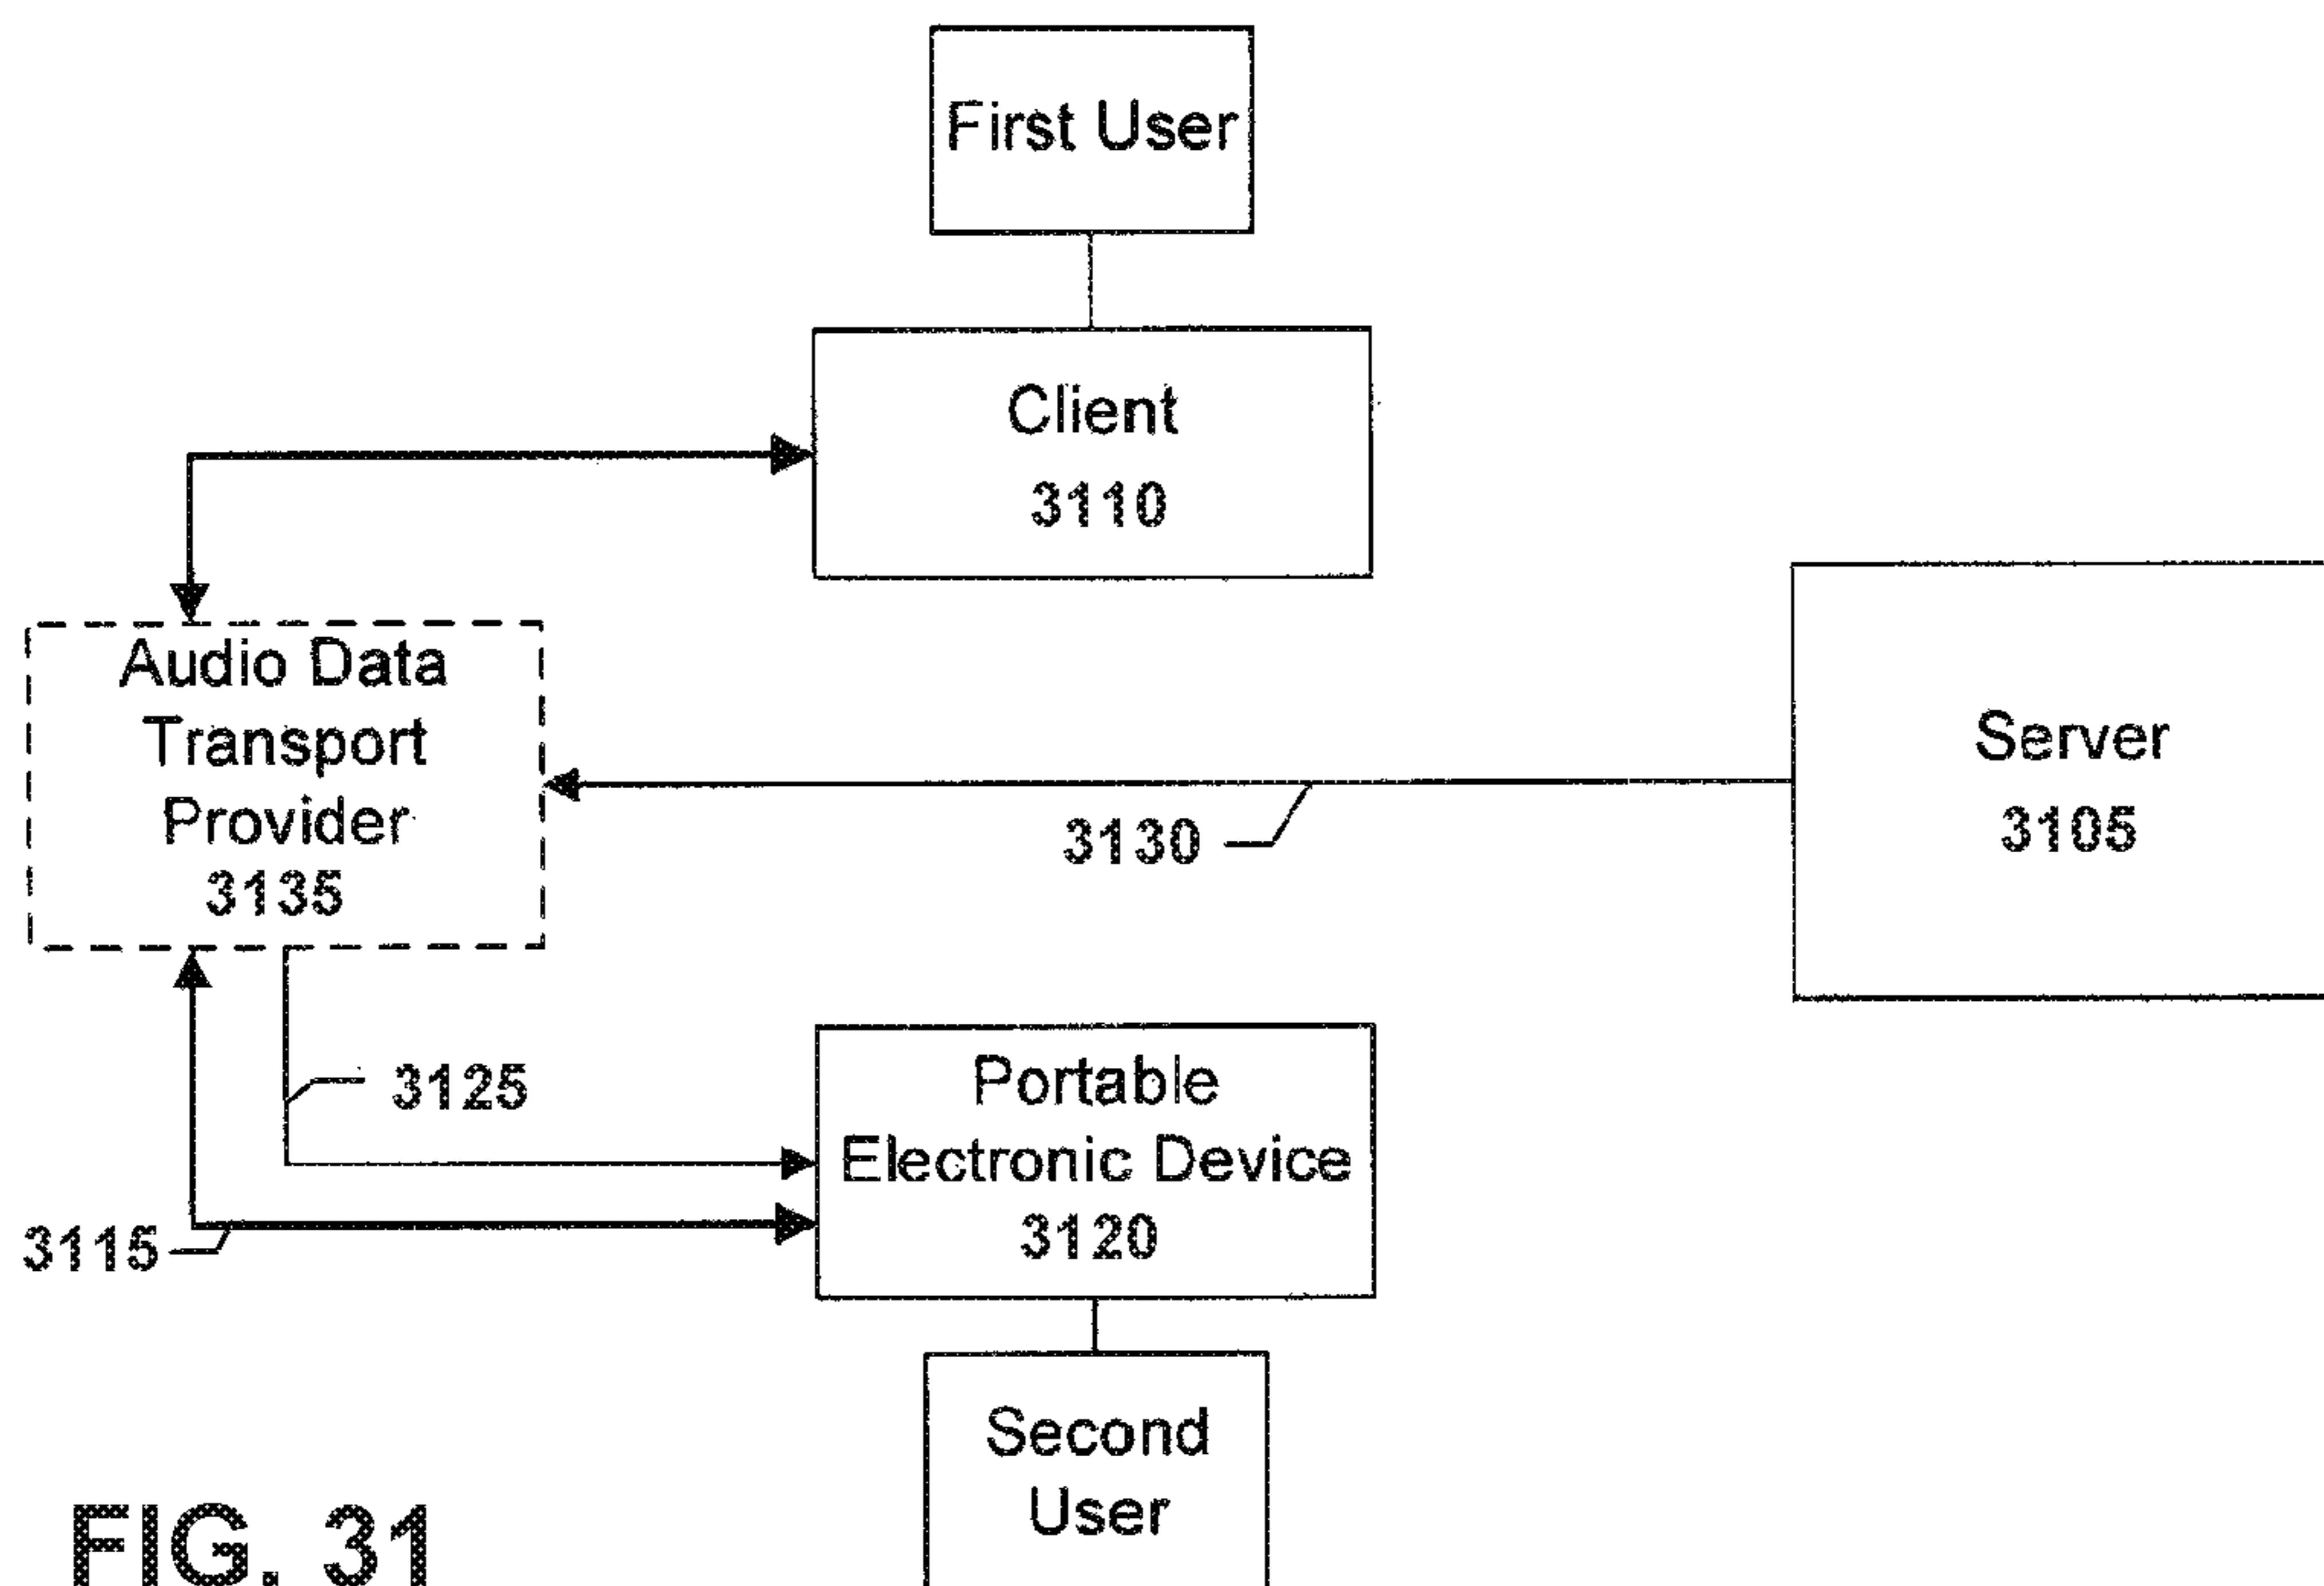 First User
Client
3110
Audio Data
Transport
Provider
3135
Server
3105
3130
3125
Portable
Electronic Device
3120
3115
Second
User
FIG. 31